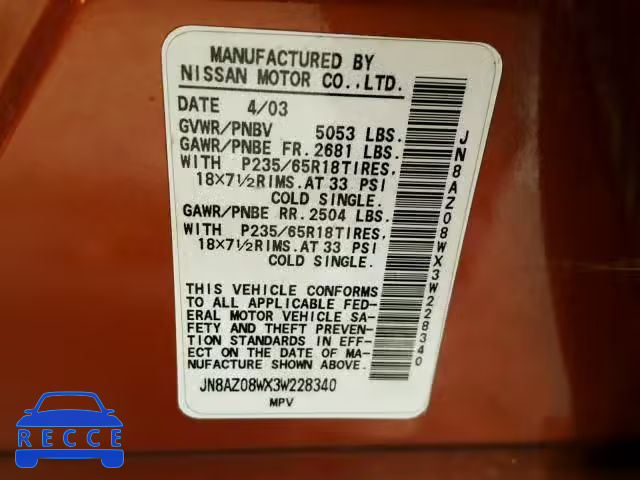 MANUFACTURED BY
NISSAN MOTOR CO.,LTD.
DATE 4/03
GVWR/PNBV 5053 LBS.
GAWR/PNBE FR. 2681 LBS.
WITH P235/65R18TIRES,
18×7½RIMS. AT 33 PSI
COLD SINGLE.
GAWR/PNBE RR. 2504 LBS.
WITH P235/65R18TIRES,
18×7½RIMS. AT 33 PSI
COLD SINGLE.
THIS VEHICLE CONFORMS
TO ALL APPLICABLE FED-
ERAL MOTOR VEHICLE SA-
FETY AND THEFT PREVEN-
TION STANDARDS IN EFF-
ECT ON THE DATE OF MA-
NUFACTURE SHOWN ABOVE.
JN8AZ08WX3W228340
MPV
JN8AZ08WX3W228340
RECCE